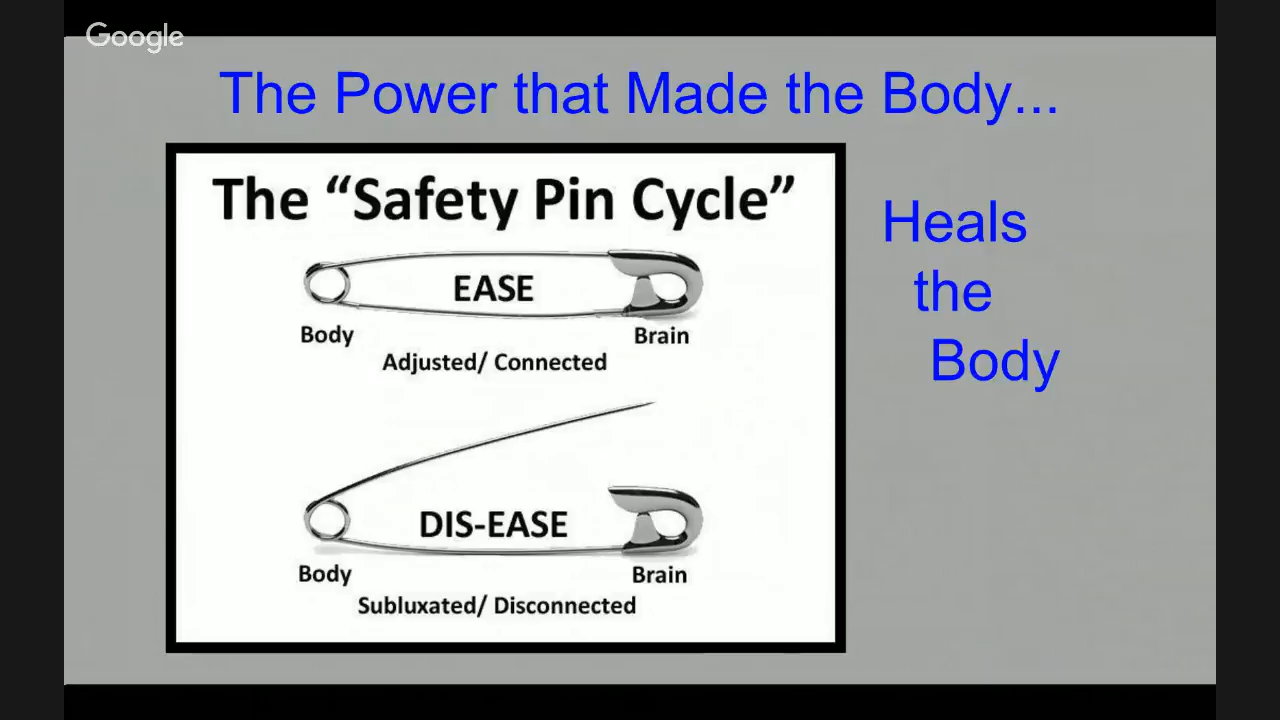 Google
The Power that Made the Body...
The “Safety Pin Cycle”
EASE
Body
Brain
Adjusted/ Connected
DIS-EASE
Body
Brain
Subluxated/ Disconnected
Heals
the
Body